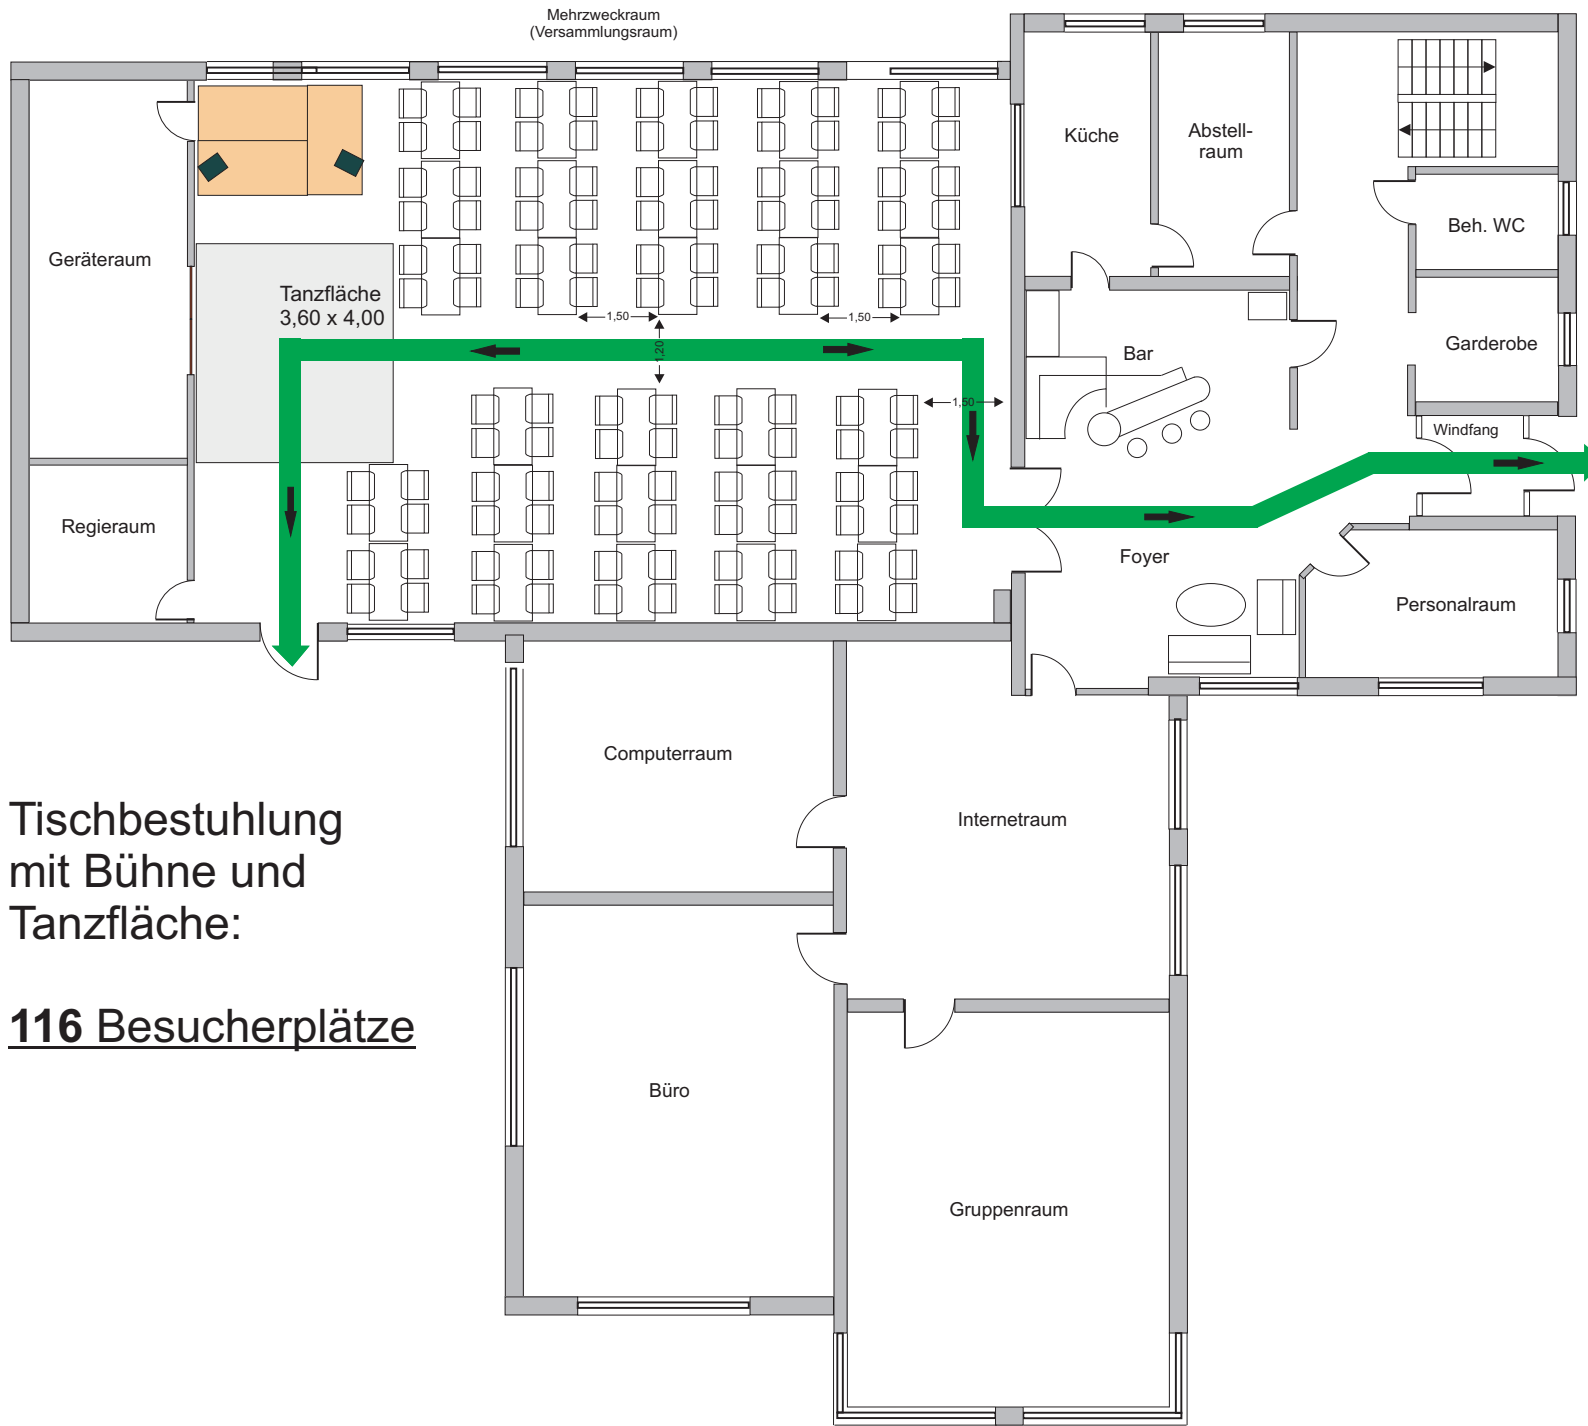 Mehrzweckraum
(Versammlungsraum)
Küche
Abstell-
raum
Beh. WC
Geräteraum
Tanzfläche
3,60 x 4,00
1,50
1,50
1,20
Bar
Garderobe
1,50
Windfang
Regieraum
Foyer
Personalraum
Computerraum
Internetraum
Tischbestuhlung
mit Bühne und
Tanzfläche:
116 Besucherplätze
Büro
Gruppenraum